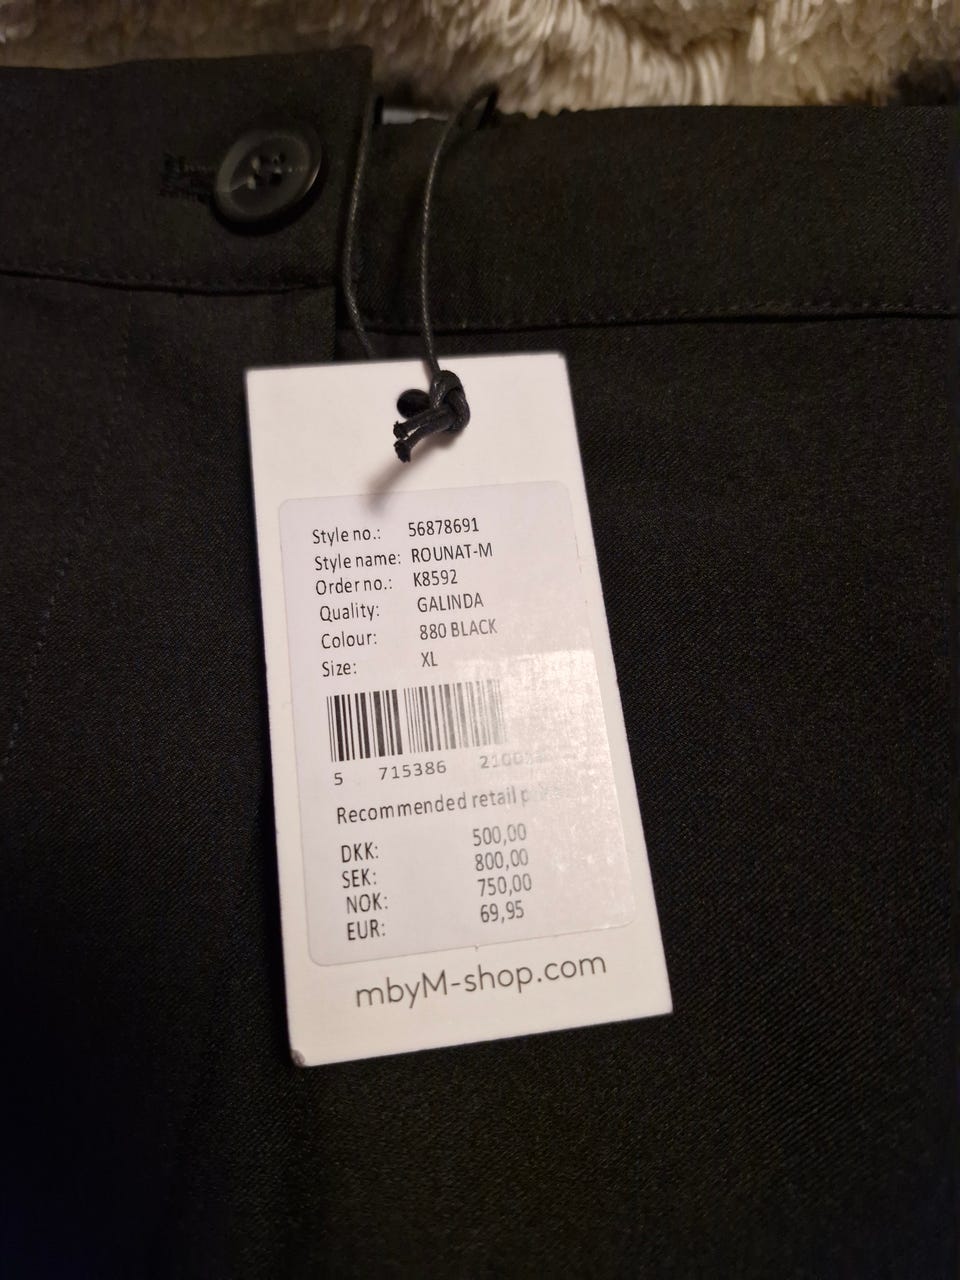 Style no.: 56878691
Style name: ROUNAT-M
Order no.: K8592
Quality: GALINDA
Colour: 880 BLACK
Size: XL
5 715386
Recommended retail
DKK: 500,00
SEK: 800,00
NOK: 750,00
EUR: 69,95
mbyM-shop.com